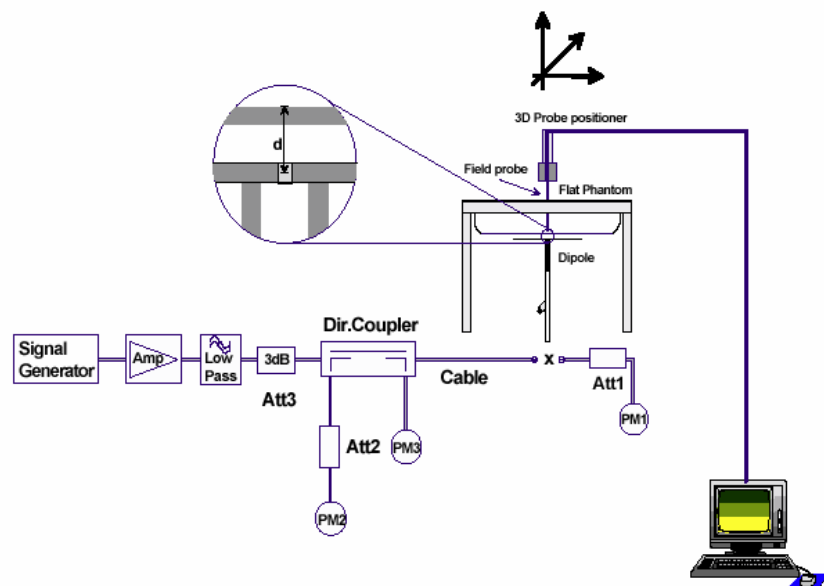 3D Probe positioner
d
Field probe
Flat Phantom
Dipole
Dir.Coupler
Signal
Generator
Amp
Low
Pass
3dB
Att3
Cable
x
Att1
PM1
Att2
PM3
PM2